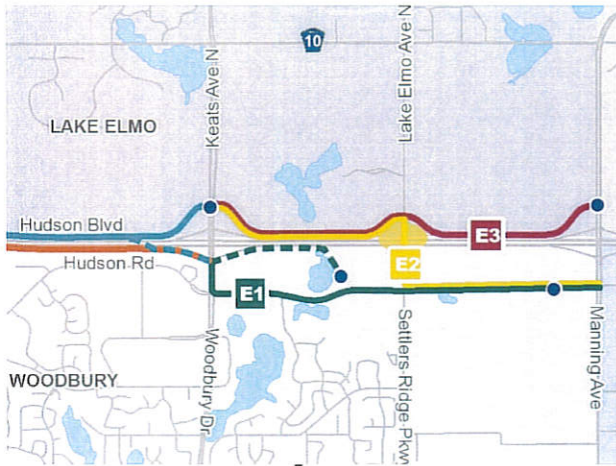 10
Keats Ave N
Lake Elmo Ave N
LAKE ELMO
Hudson Blvd
E3
Hudson Rd
E2
E1
Woodbury Dr
Settlers Ridge Pkwy
Manning Ave
WOODBURY